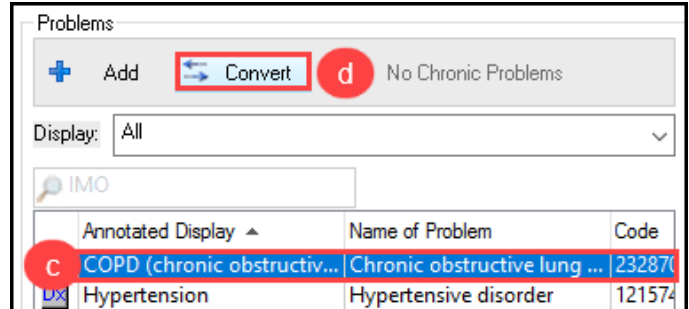 Problems
Add Convert d No Chronic Problems
Display: All
IMO
Annotated Display Name of Problem Code
c COPD (chronic obstructiv... Chronic obstructive lung ... 232870
Dx Hypertension Hypertensive disorder 121574